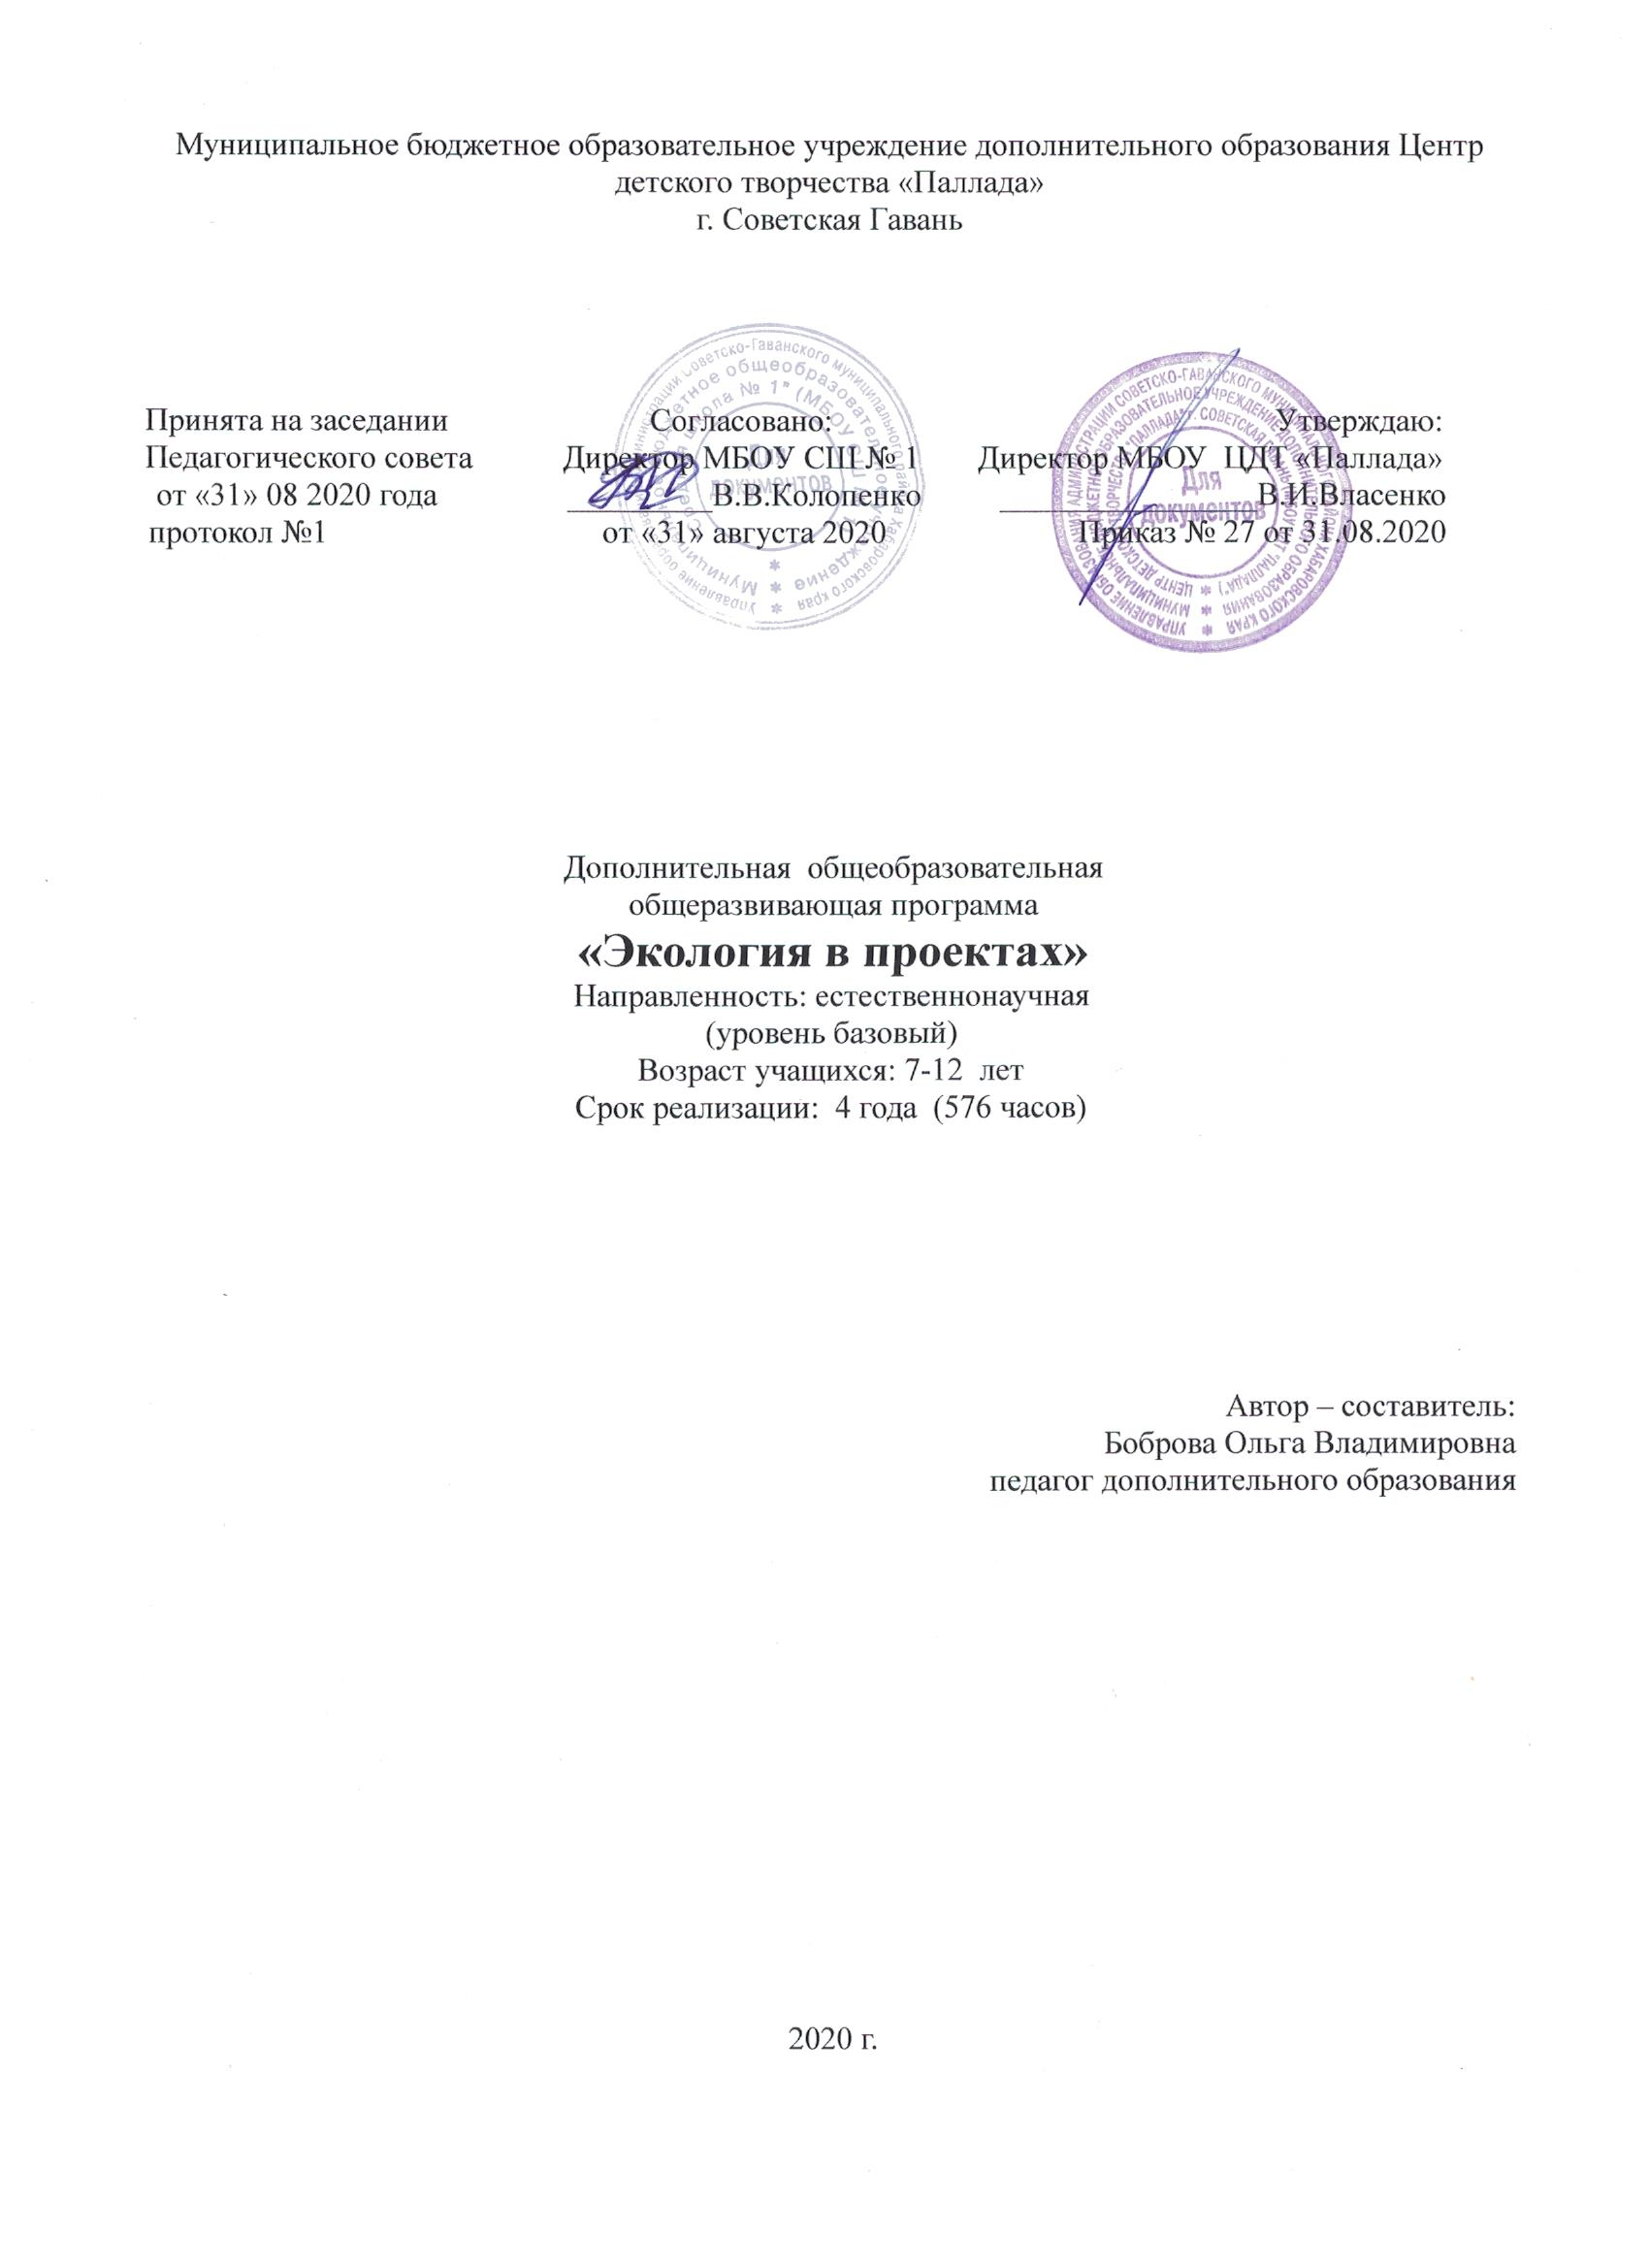 Муниципальное бюджетное образовательное учреждение дополнительного образования Центр
детского творчества «Паллада»
г. Советская Гавань
Принята на заседании
Педагогического совета
от «31» 08 2020 года
протокол №1
Согласовано:
Директор МБОУ СШ № 1
В.В.Колопенко
от «31» августа 2020
Утверждаю:
Директор МБОУ ЦДТ «Паллада»
В.И.Власенко
Приказ № 27 от 31.08.2020
Для
документов
Для
документов
Дополнительная общеобразовательная
общеразвивающая программа
«Экология в проектах»
Направленность: естественнонаучная
(уровень базовый)
Возраст учащихся: 7-12 лет
Срок реализации: 4 года (576 часов)
Автор – составитель:
Боброва Ольга Владимировна
педагог дополнительного образования
2020 г.